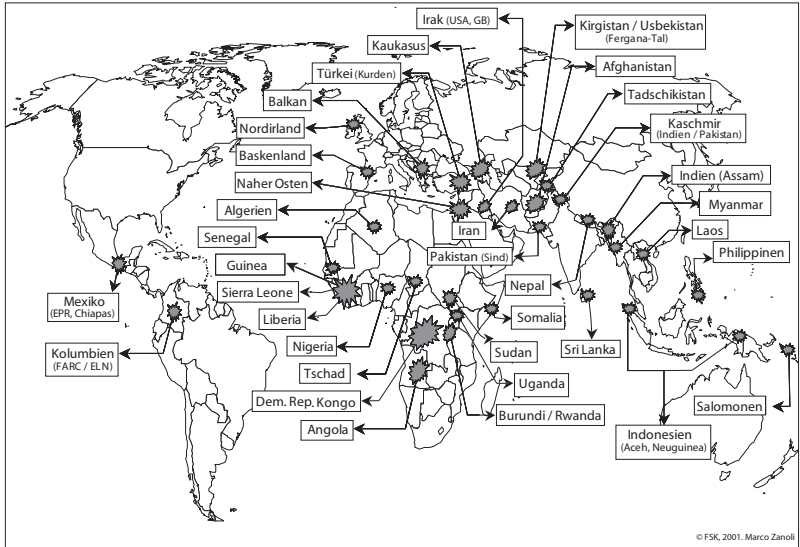 Irak (USA, GB)
Kaukasus
Türkei (Kurden)
Balkan
Nordirland
Baskenland
Naher Osten
Algerien
Senegal
Guinea
Sierra Leone
Liberia
Nigeria
Tschad
Dem. Rep. Kongo
Angola
Mexiko
(EPR, Chiapas)
Kolumbien
(FARC / ELN)
Kirgistan / Usbekistan
(Fergana-Tal)
Afghanistan
Tadschikistan
Kaschmir
(Indien / Pakistan)
Indien (Assam)
Myanmar
Laos
Philippinen
Iran
Pakistan (Sind)
Nepal
Somalia
Sudan
Uganda
Burundi / Rwanda
Sri Lanka
Salomonen
Indonesien
(Aceh, Neuguinea)
© FSK, 2001. Marco Zanoli